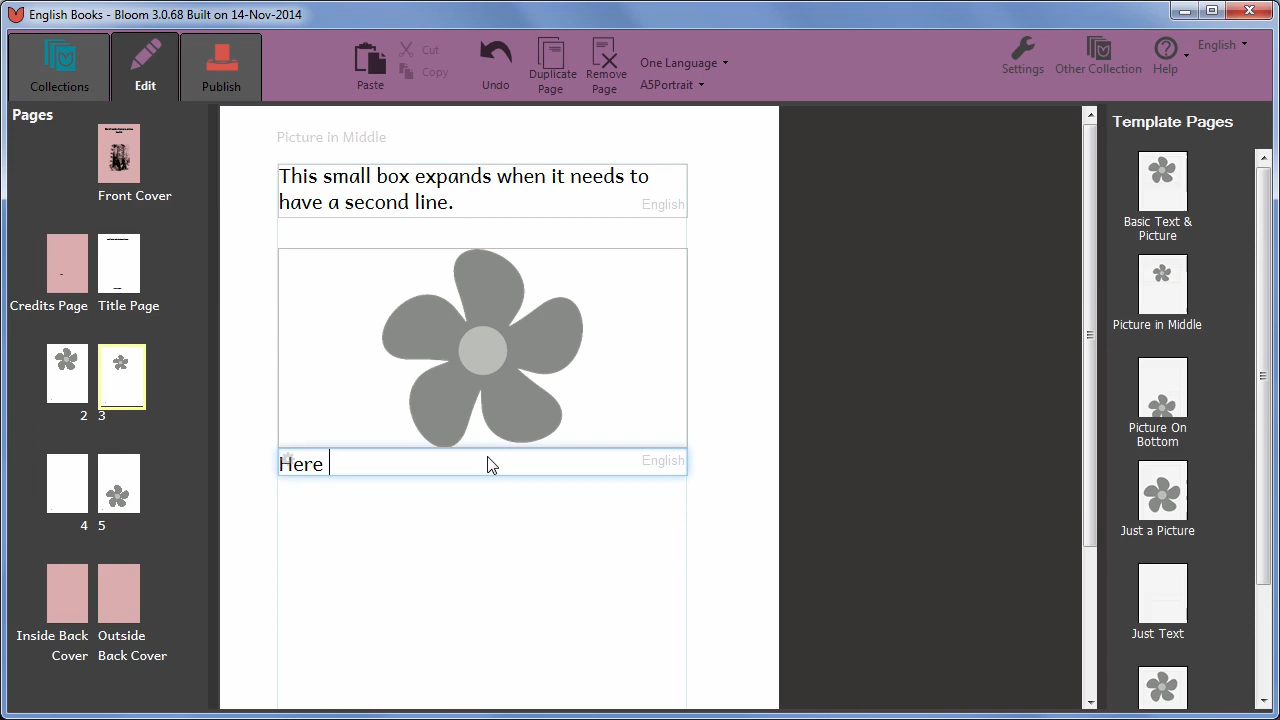 English Books - Bloom 3.0.68 Built on 14-Nov-2014
Collections
Edit
Publish
Paste
Cut
Copy
Undo
Duplicate
Page
Remove
Page
One Language
A5Portrait
Settings
Other Collection
Help
English
Pages
Front Cover
Credits Page
Title Page
2
3
4
5
Inside Back
Cover
Outside
Back Cover
Picture in Middle
This small box expands when it needs to
have a second line.
English
Here
English
Template Pages
Basic Text &
Picture
Picture in Middle
Picture On
Bottom
Just a Picture
Just Text